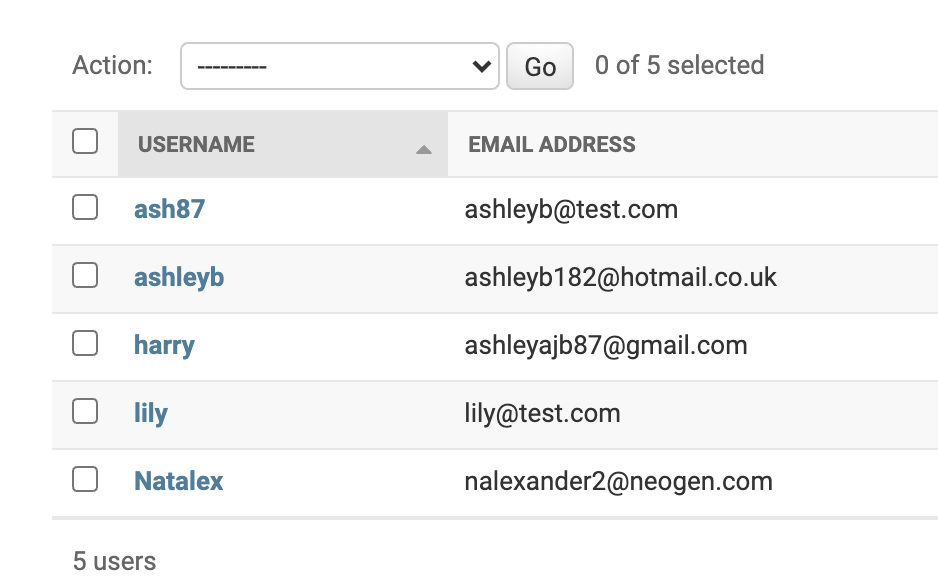 Action: --------- Go 0 of 5 selected
USERNAME EMAIL ADDRESS
ash87 ashleyb@test.com
ashleyb ashleyb182@hotmail.co.uk
harry ashleyajb87@gmail.com
lily lily@test.com
Natalex nalexander2@neogen.com
5 users